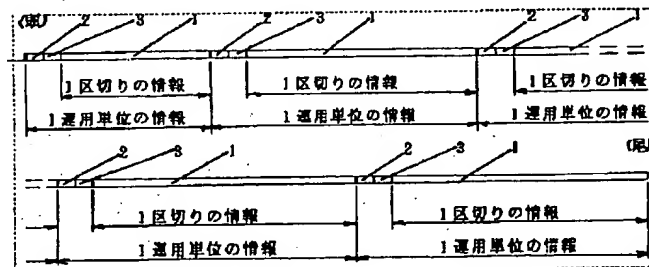 (頭) 2 3 1 2 3 1 2 3 1
1区切りの情報 1区切りの情報 1区切りの
1運用単位の情報 1運用単位の情報 1運用単位の情報
2 3 1 2 3 1 (尾)
1区切りの情報 1区切りの情報
1運用単位の情報 1運用単位の情報